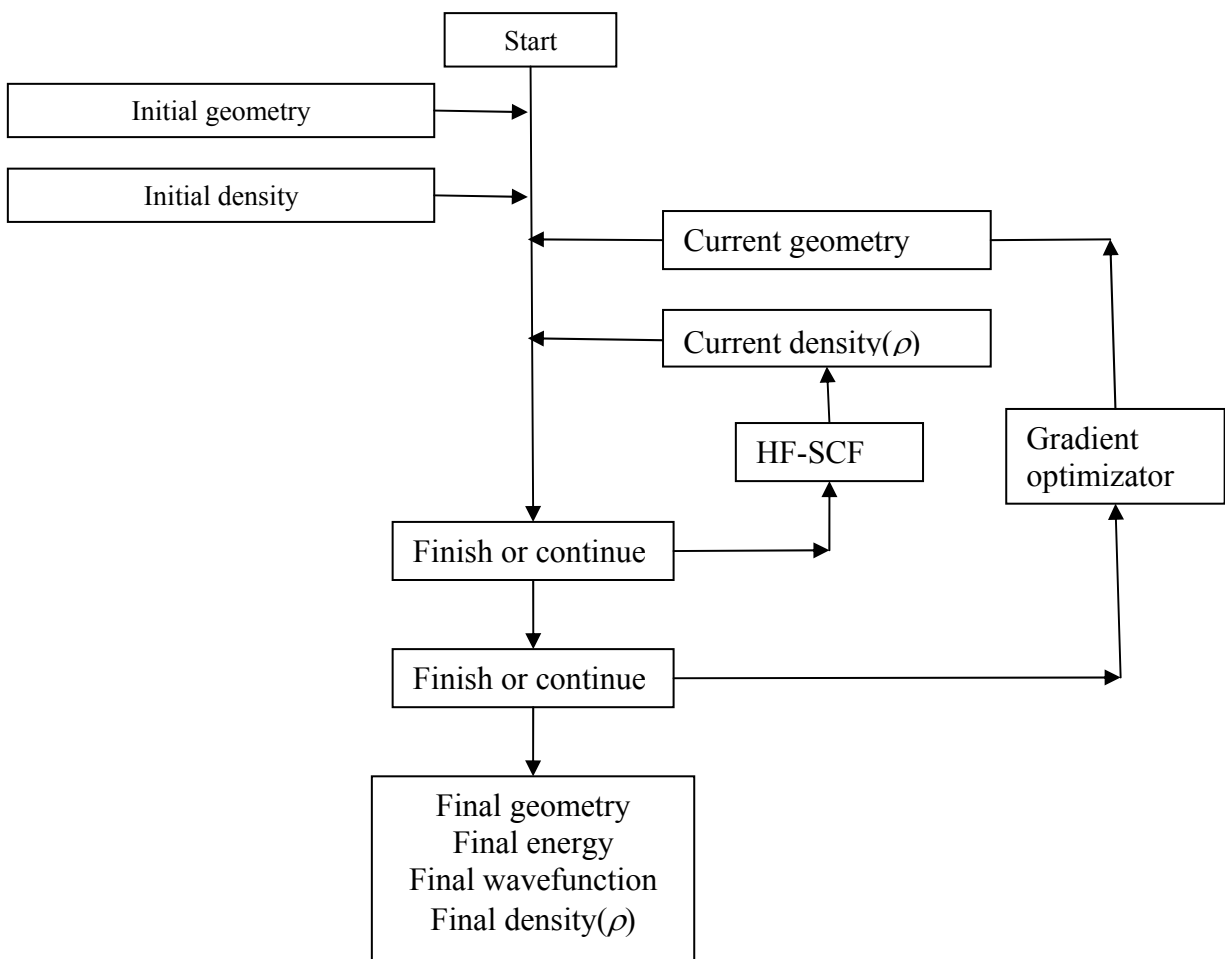 Start
Initial geometry
Initial density
Current geometry
Current density(ρ)
HF-SCF
Gradient
optimizator
Finish or continue
Finish or continue
Final geometry
Final energy
Final wavefunction
Final density(ρ)